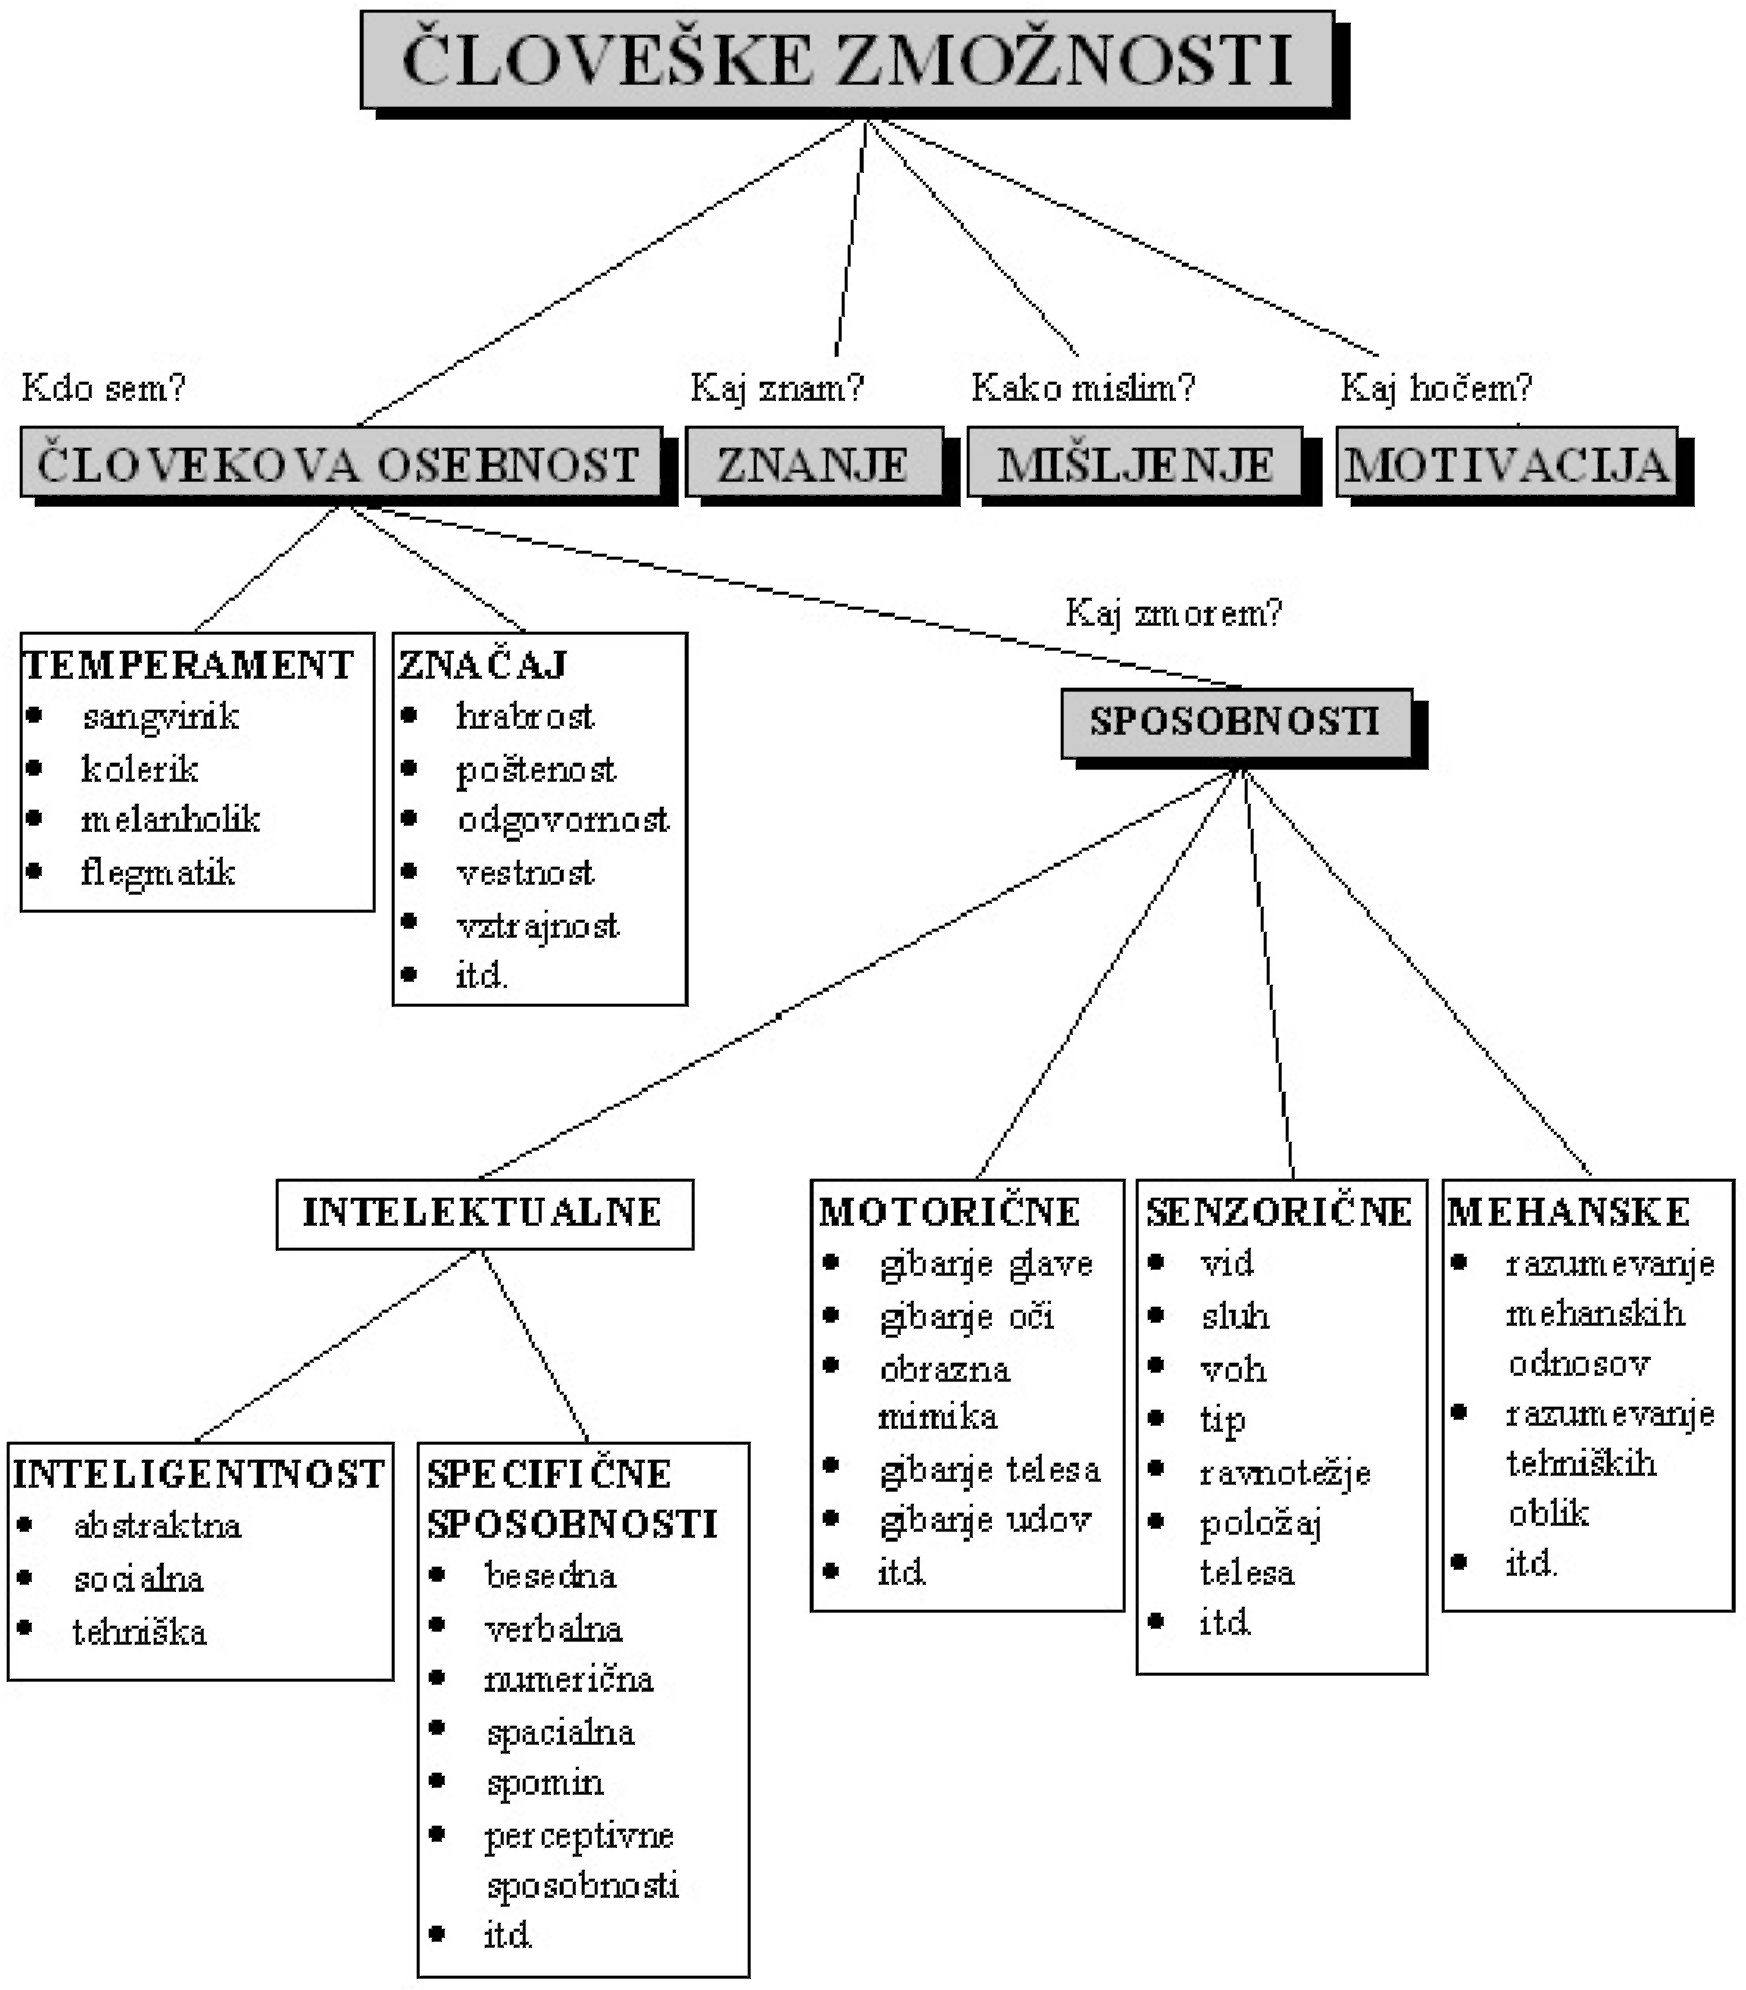 ČLOVEŠKE ZMOŽNOSTI
Kdo sem?
Kaj znam?
Kako mislim?
Kaj hočem?
ČLOVEKOVA OSEBNOST
ZNANJE
MIŠLJENJE
MOTIVACIJA
TEMPERAMENT
• sangvinik
• kolerik
• melanholik
• flegmatik
ZNAČAJ
• hrabrost
• poštenost
• odgovornost
• vestnost
• vztrajnost
• itd.
Kaj zmorem?
SPOSOBNOSTI
INTELEKTUALNE
MOTORIČNE
• gibanje glave
• gibanje oči
• obrazna
mimika
• gibanje telesa
• gibanje udov
• itd.
SENZORIČNE
• vid
• sluh
• voh
• tip
• ravnotežje
• položaj
telesa
• itd.
MEHANSKE
• razumevanje
mehanskih
odnosov
• razumevanje
tehniških
oblik
• itd.
INTELIGENTNOST
• abstraktna
• socialna
• tehniška
SPECIFIČNE
SPOSOBNOSTI
• besedna
• verbalna
• numerična
• spacialna
• spomin
• perceptivne
sposobnosti
• itd.